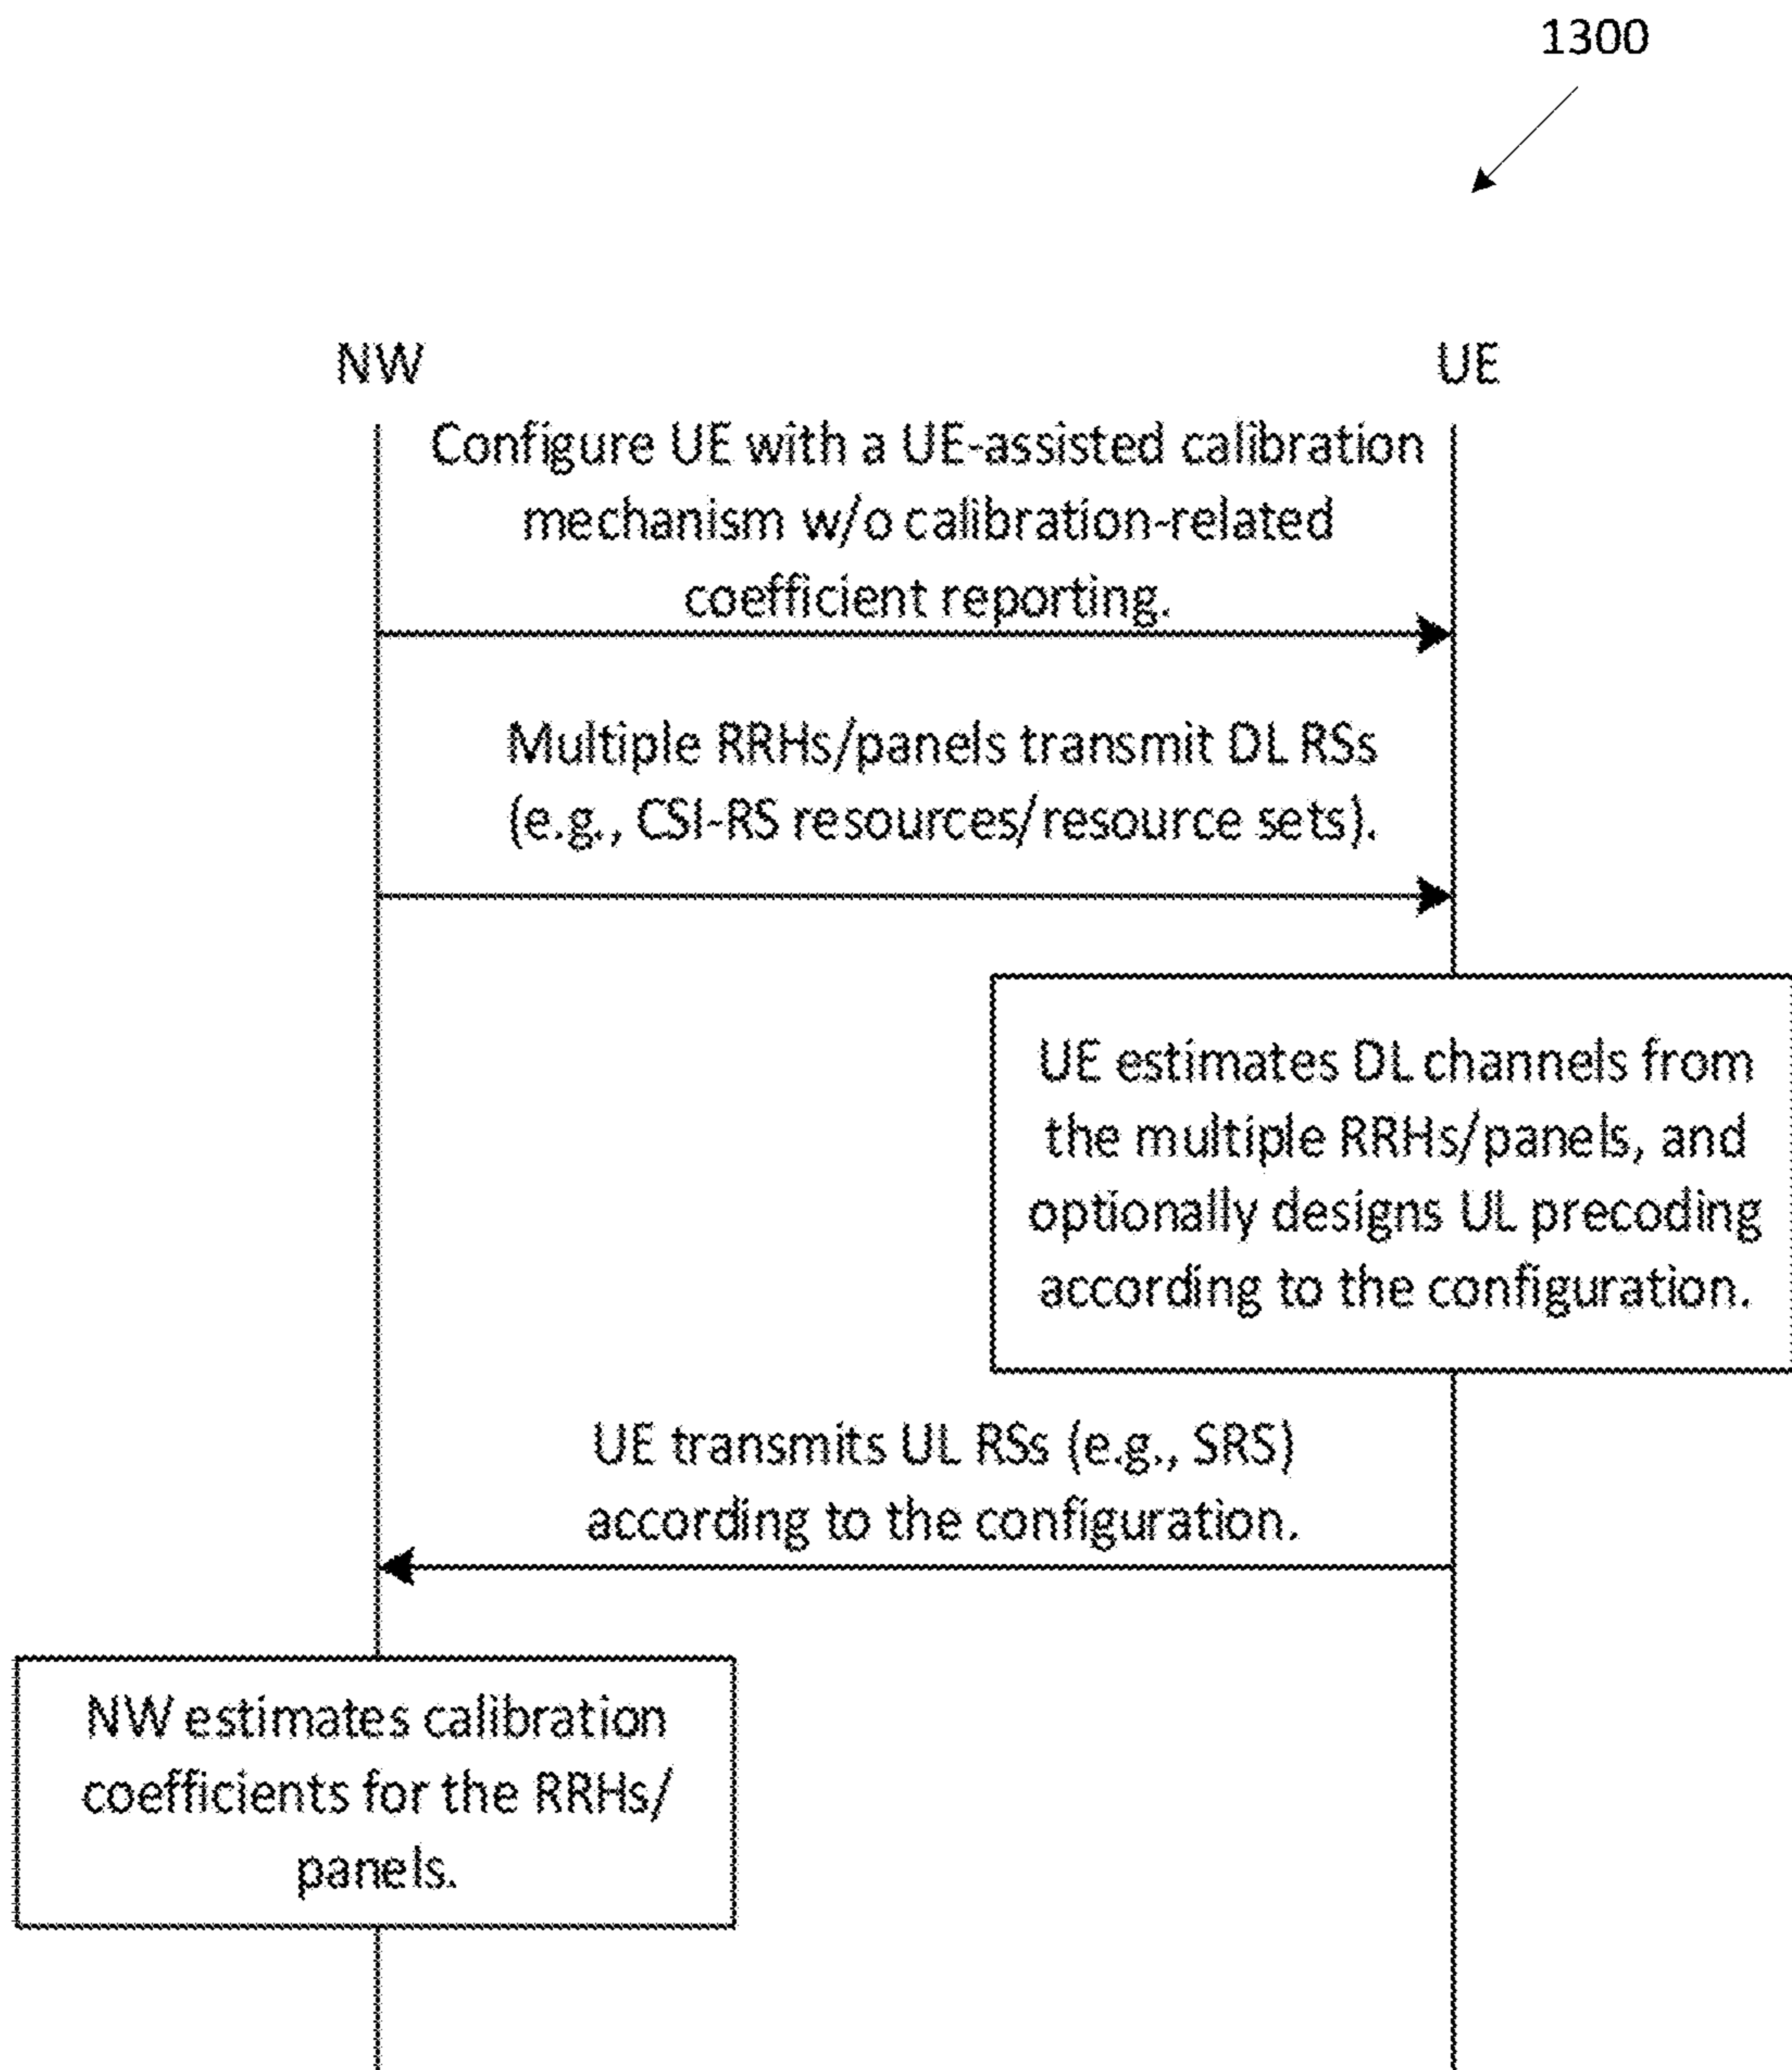 1300
NW
UE
Configure UE with a UE-assisted calibration
mechanism w/o calibration-related
coefficient reporting.
Multiple RRHs/panels transmit DL RSs
(e.g., CSI-RS resources/resource sets).
UE estimates DL channels from
the multiple RRHs/panels, and
optionally designs UL precoding
according to the configuration.
UE transmits UL RSs (e.g., SRS)
according to the configuration.
NW estimates calibration
coefficients for the RRHs/
panels.